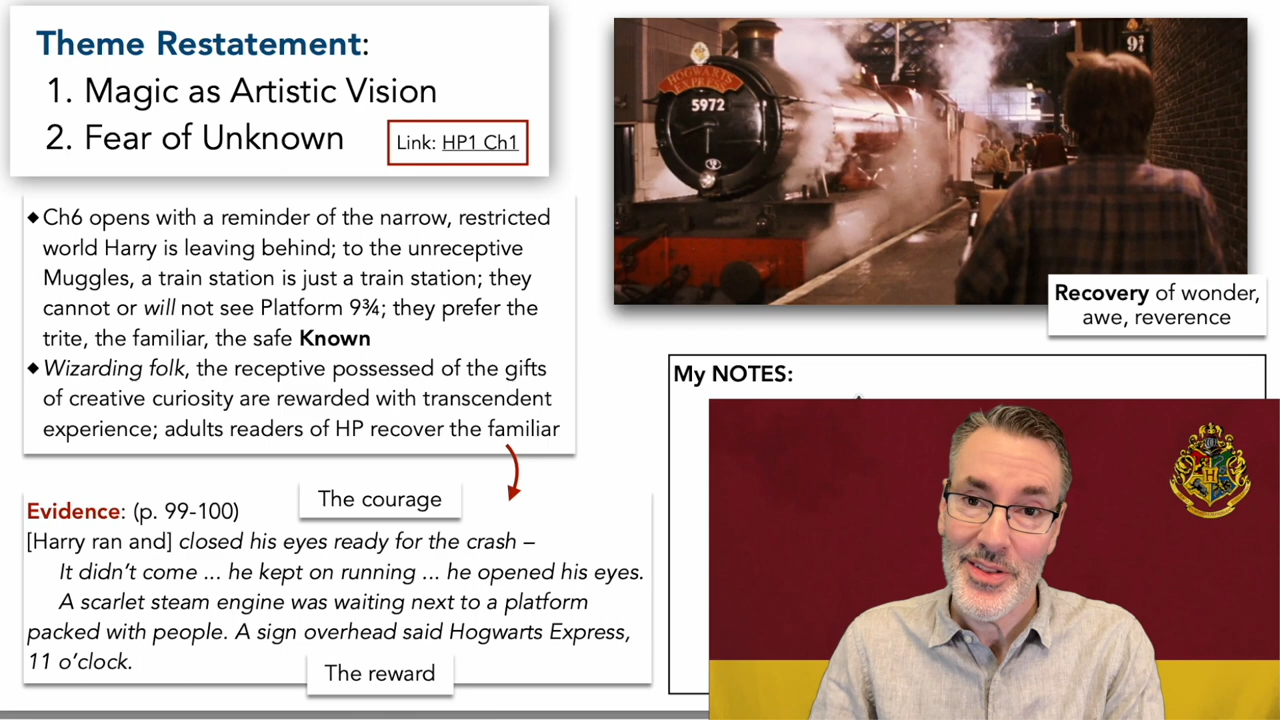 Theme Restatement:
1. Magic as Artistic Vision
2. Fear of Unknown
Link: HP1 Ch1
◆Ch6 opens with a reminder of the narrow, restricted
world Harry is leaving behind; to the unreceptive
Muggles, a train station is just a train station; they
cannot or will not see Platform 9¾; they prefer the
trite, the familiar, the safe Known
◆Wizarding folk, the receptive possessed of the gifts
of creative curiosity are rewarded with transcendent
experience; adults readers of HP recover the familiar
The courage
Evidence: (p. 99-100)
[Harry ran and] closed his eyes ready for the crash –
It didn't come ... he kept on running ... he opened his eyes.
A scarlet steam engine was waiting next to a platform
packed with people. A sign overhead said Hogwarts Express,
11 o'clock.
The reward
HOGWARTS
EXPRESS
5972
9¾
Recovery of wonder,
awe, reverence
My NOTES:
H